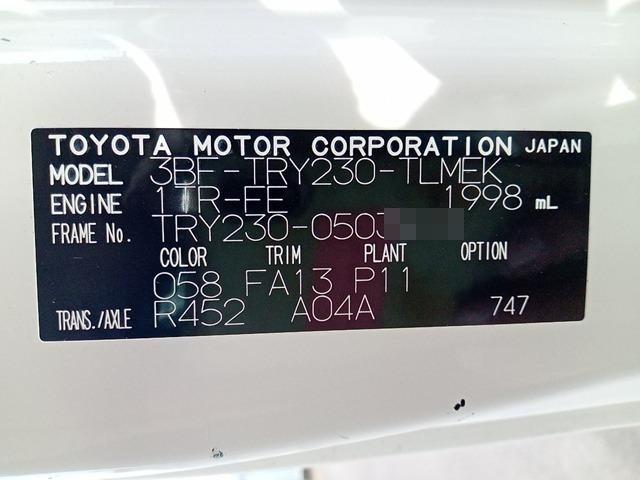 TOYOTA MOTOR CORPORATION JAPAN
MODEL 3BF-TRY230-TLMEK
ENGINE 1TR-FE 1998 mL
FRAME No. TRY230-0503
COLOR TRIM PLANT OPTION
058 FA13 P11
TRANS./AXLE R452 A04A 747